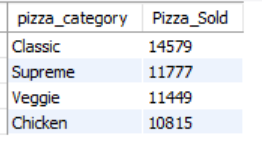 pizza_category Pizza_Sold
Classic 14579
Supreme 11777
Veggie 11449
Chicken 10815